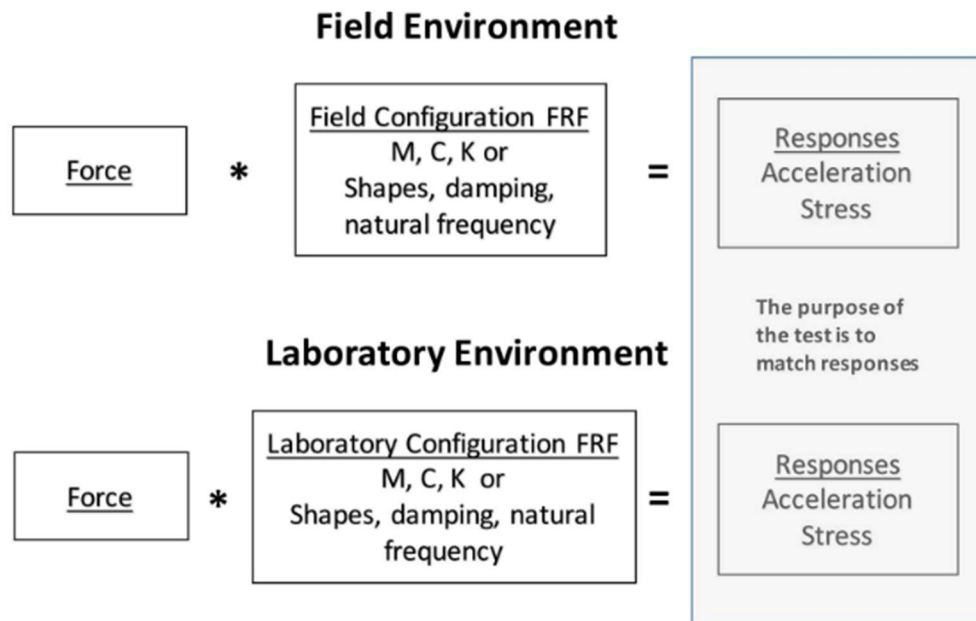 Field Environment
Force
*
Field Configuration FRF
M, C, K or
Shapes, damping,
natural frequency
=
Responses
Acceleration
Stress
The purpose of
the test is to
match responses
Laboratory Environment
Force
*
Laboratory Configuration FRF
M, C, K or
Shapes, damping, natural
frequency
=
Responses
Acceleration
Stress